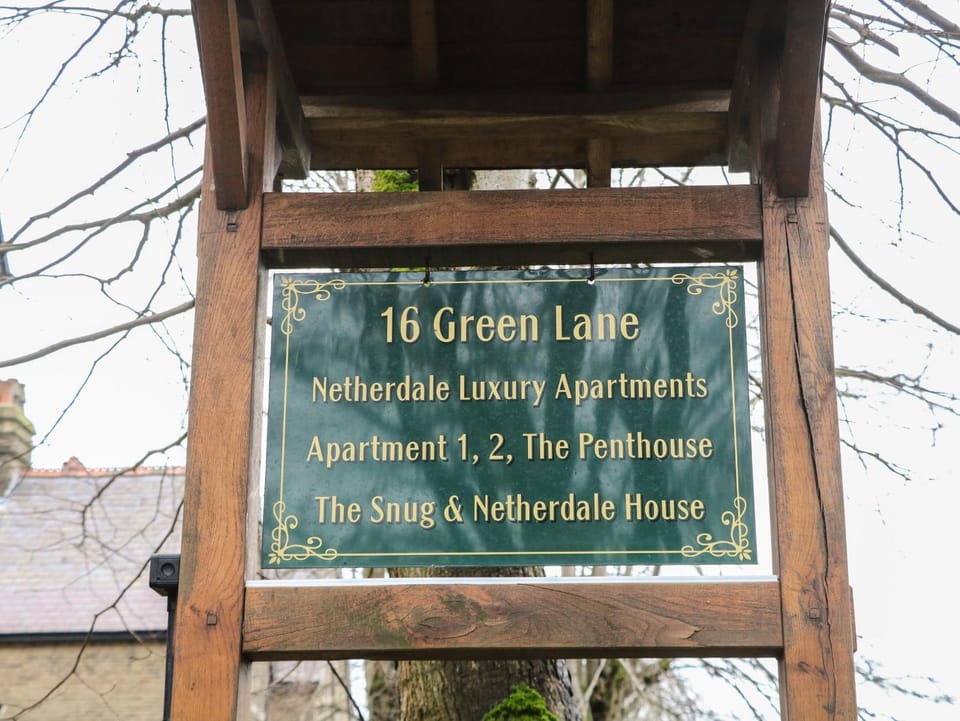 16 Green Lane
Netherdale Luxury Apartments
Apartment 1, 2, The Penthouse
The Snug & Netherdale House